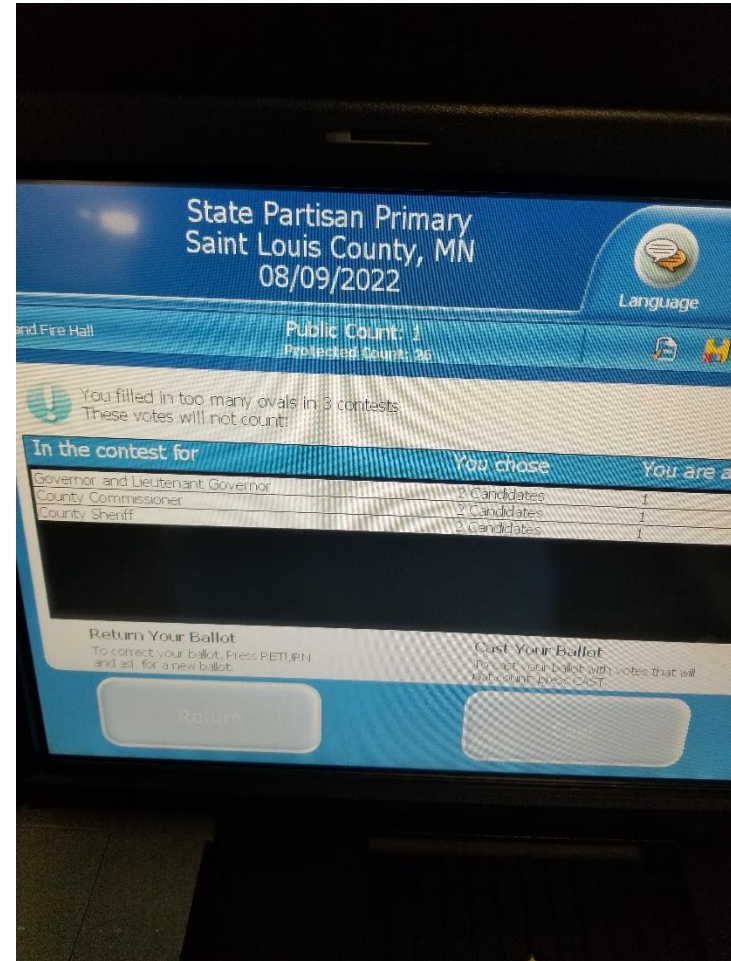 State Partisan Primary
Saint Louis County, MN
08/09/2022
Language
and Fire Hall
Public Count: 1
Protected Count: 26
You filled in too many ovals in 3 contests
These votes will not count:
In the contest for You chose You are a
Governor and Lieutenant Governor 2 Candidates 1
County Commissioner 2 Candidates 1
County Sheriff 2 Candidates 1
Return Your Ballot
To correct your ballot, Press RETURN
and ask for a new ballot.
Cast Your Ballot
To cast your ballot with votes that will
not count, press CAST.
Return